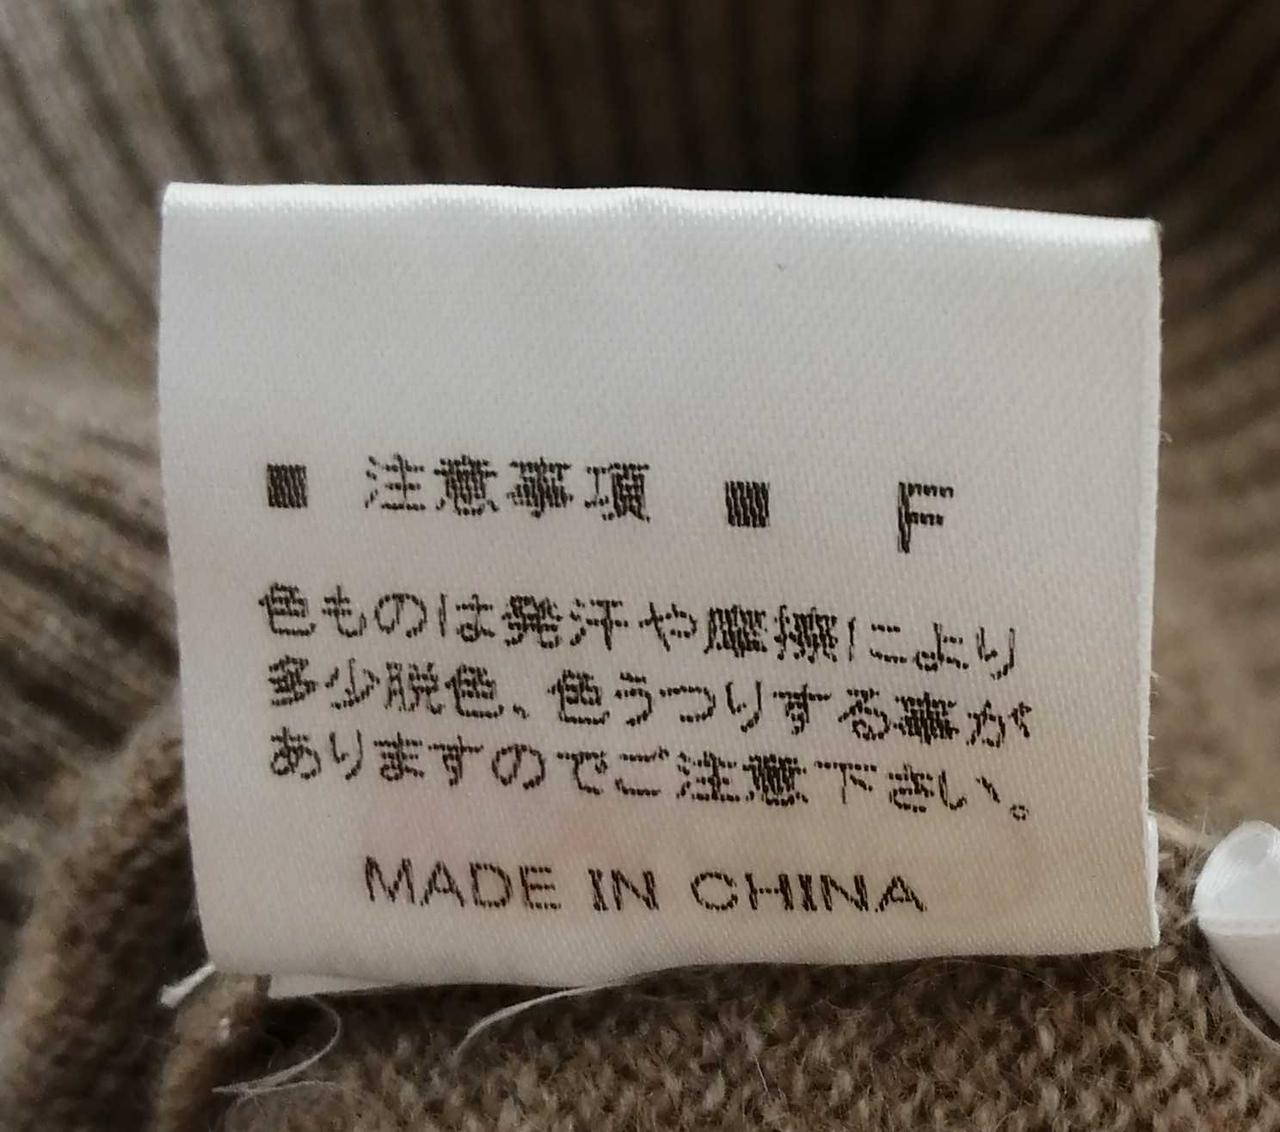 ■ 注意事項 ■ F
色ものは発汗や摩擦により
多少脱色、色うつりする事が
ありますのでご注意下さい。
MADE IN CHINA